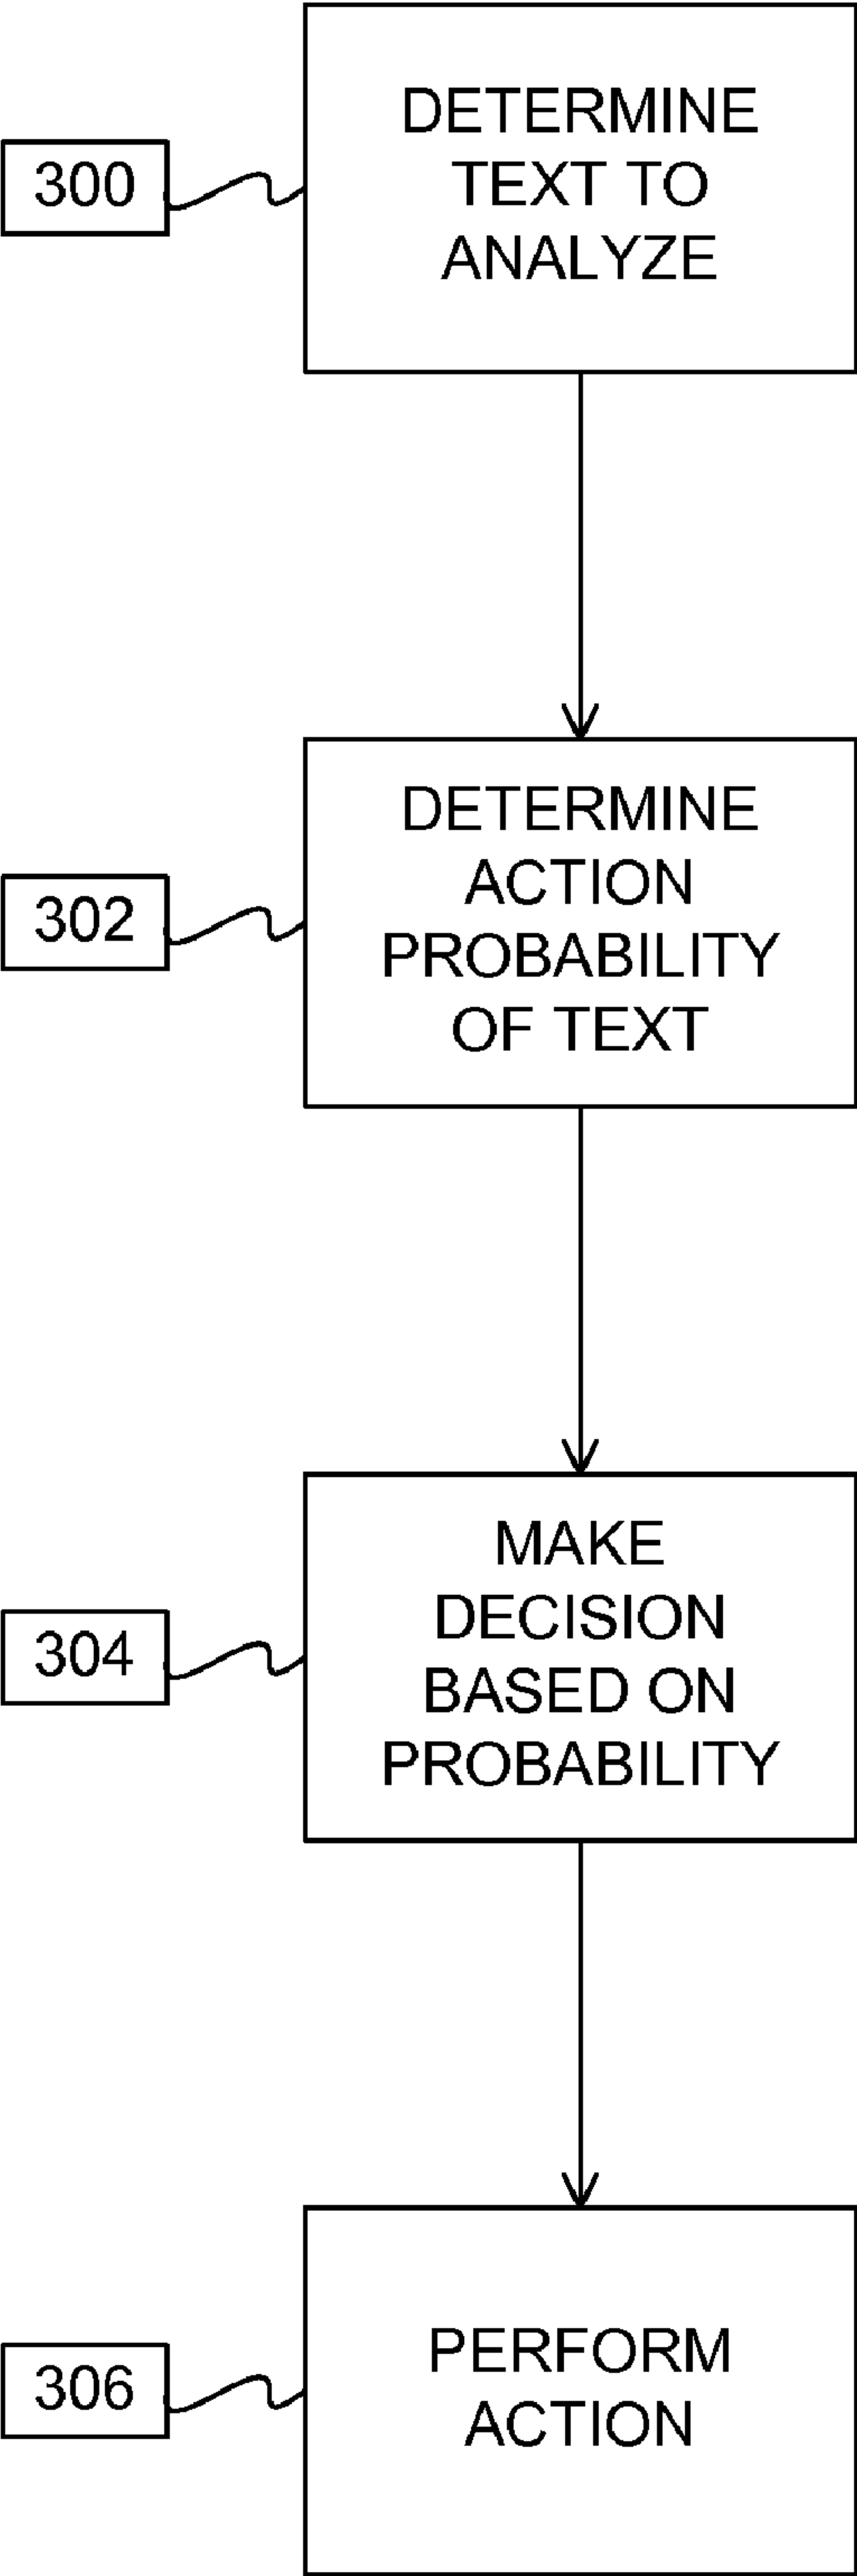 300
DETERMINE
TEXT TO
ANALYZE
302
DETERMINE
ACTION
PROBABILITY
OF TEXT
304
MAKE
DECISION
BASED ON
PROBABILITY
306
PERFORM
ACTION